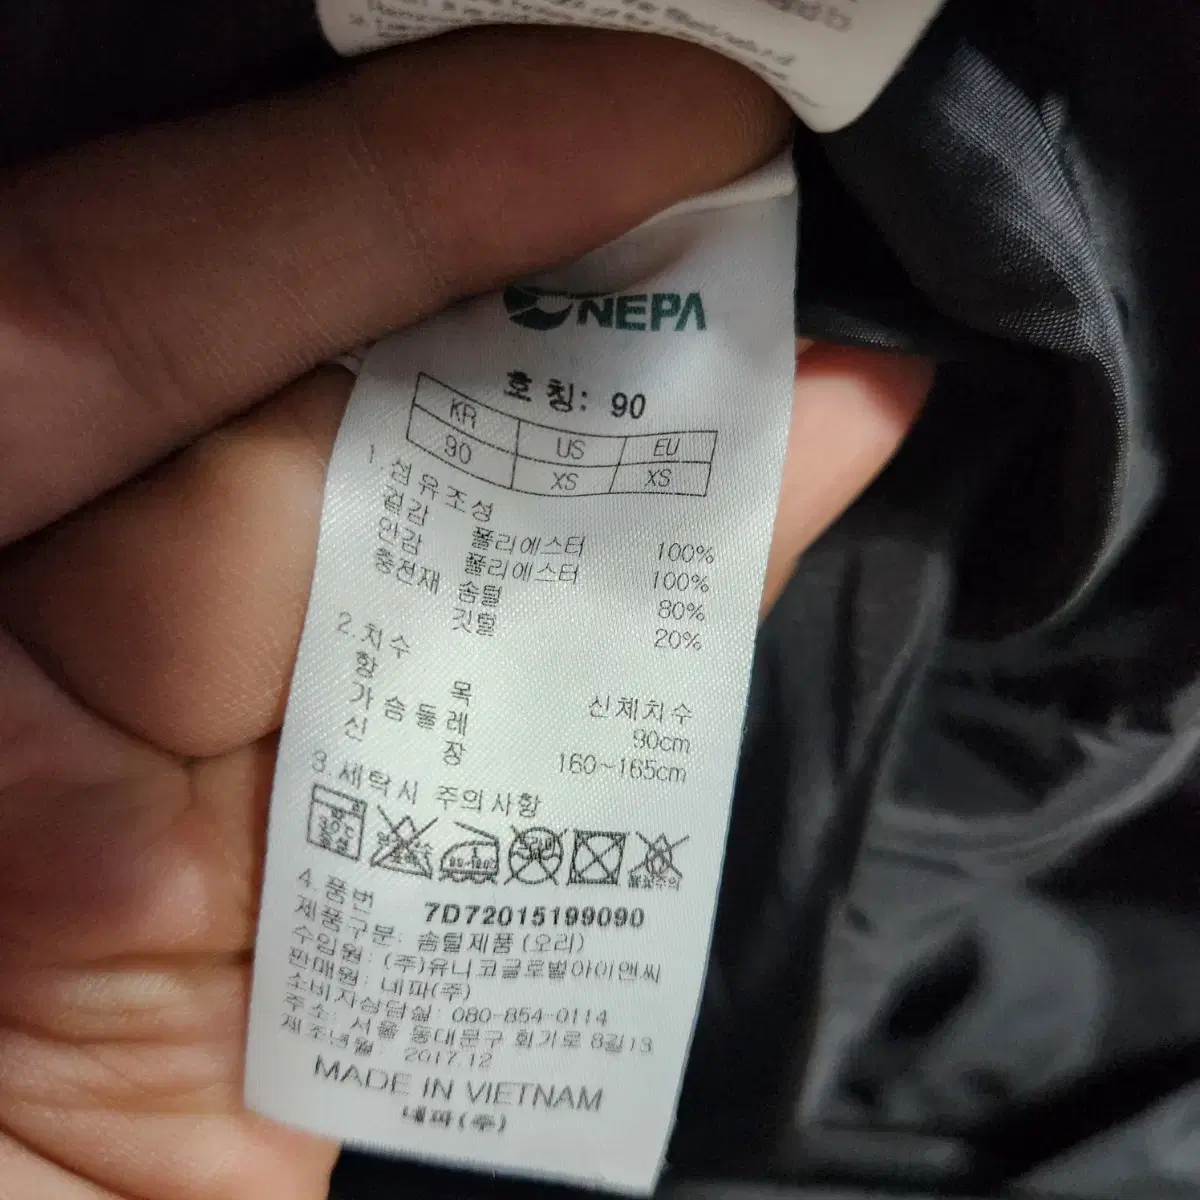 NEPA
호 칭: 90
KR US EU
90 XS XS
1.섬유조성
겉감 폴리에스터 100%
안감 폴리에스터 100%
충전재 솜털 80%
깃털 20%
2.치수
항 목 신체치수
가슴둘레 90cm
신 장 160~165cm
3.세탁시 주의사항
4.품번 7D72015199090
제품구분: 솜털제품(오리)
수입원: (주)유니코글로벌아이앤씨
판매원: 네파(주)
소비자상담실: 080-854-0114
주소: 서울 동대문구 회기로 8길13
제조년월: 2017.12
MADE IN VIETNAM
네파(주)